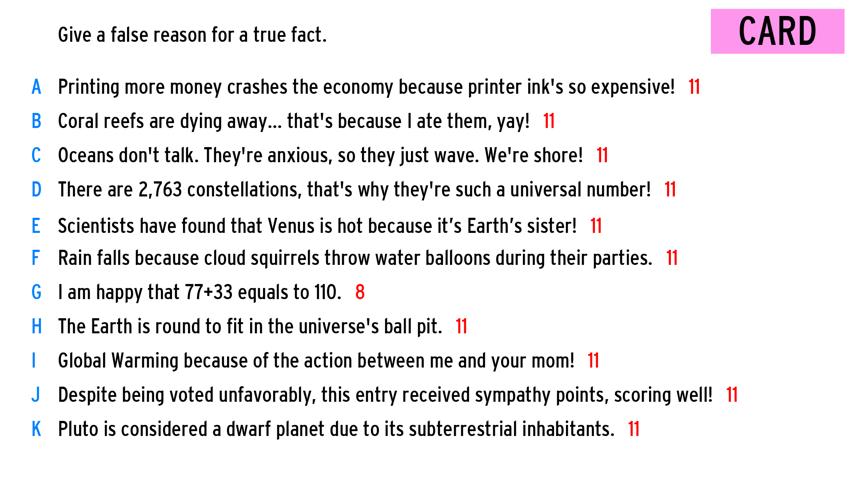 Give a false reason for a true fact.
CARD
A Printing more money crashes the economy because printer ink's so expensive! 11
B Coral reefs are dying away... that's because I ate them, yay! 11
C Oceans don't talk. They're anxious, so they just wave. We're shore! 11
D There are 2,763 constellations, that's why they're such a universal number! 11
E Scientists have found that Venus is hot because it’s Earth’s sister! 11
F Rain falls because cloud squirrels throw water balloons during their parties. 11
G I am happy that 77+33 equals to 110. 8
H The Earth is round to fit in the universe's ball pit. 11
I Global Warming because of the action between me and your mom! 11
J Despite being voted unfavorably, this entry received sympathy points, scoring well! 11
K Pluto is considered a dwarf planet due to its subterrestrial inhabitants. 11